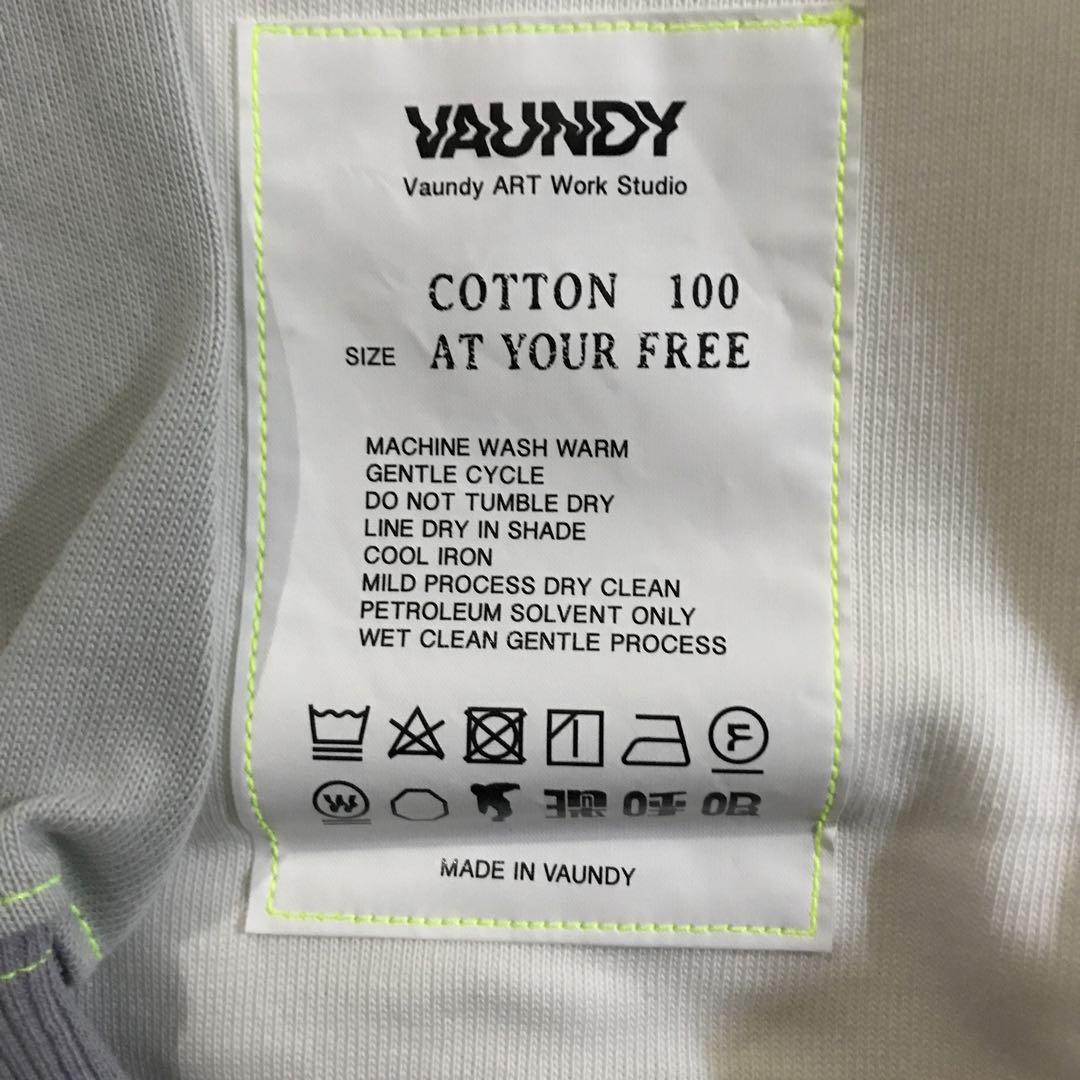 VAUNDY
Vaundy ART Work Studio
COTTON 100
SIZE AT YOUR FREE
MACHINE WASH WARM
GENTLE CYCLE
DO NOT TUMBLE DRY
LINE DRY IN SHADE
COOL IRON
MILD PROCESS DRY CLEAN
PETROLEUM SOLVENT ONLY
WET CLEAN GENTLE PROCESS
F
W
MADE IN VAUNDY